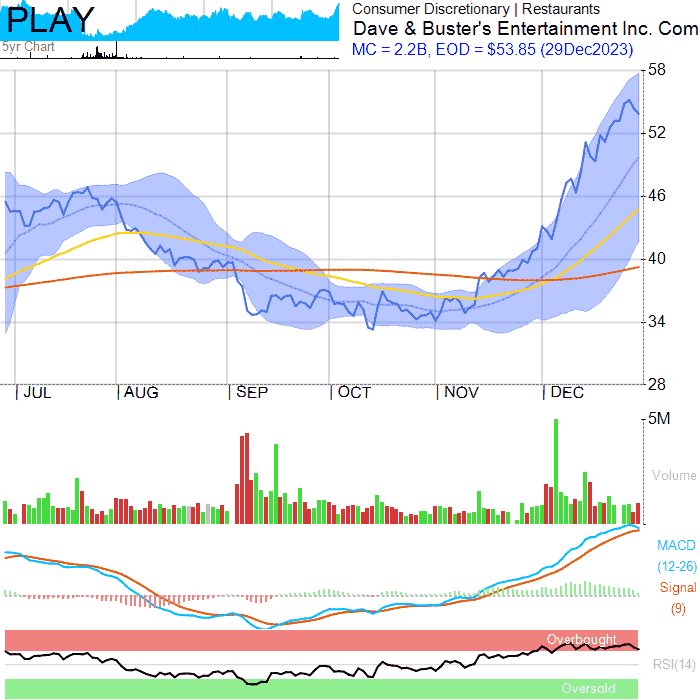 PLAY
5yr Chart
Consumer Discretionary | Restaurants
Dave & Buster's Entertainment Inc. Com
MC = 2.2B, EOD = $53.85 (29Dec2023)
58
52
46
40
34
28
JUL AUG SEP OCT NOV DEC
5M
Volume
MACD
(12-26)
Signal
(9)
Overbought
RSI(14)
Oversold